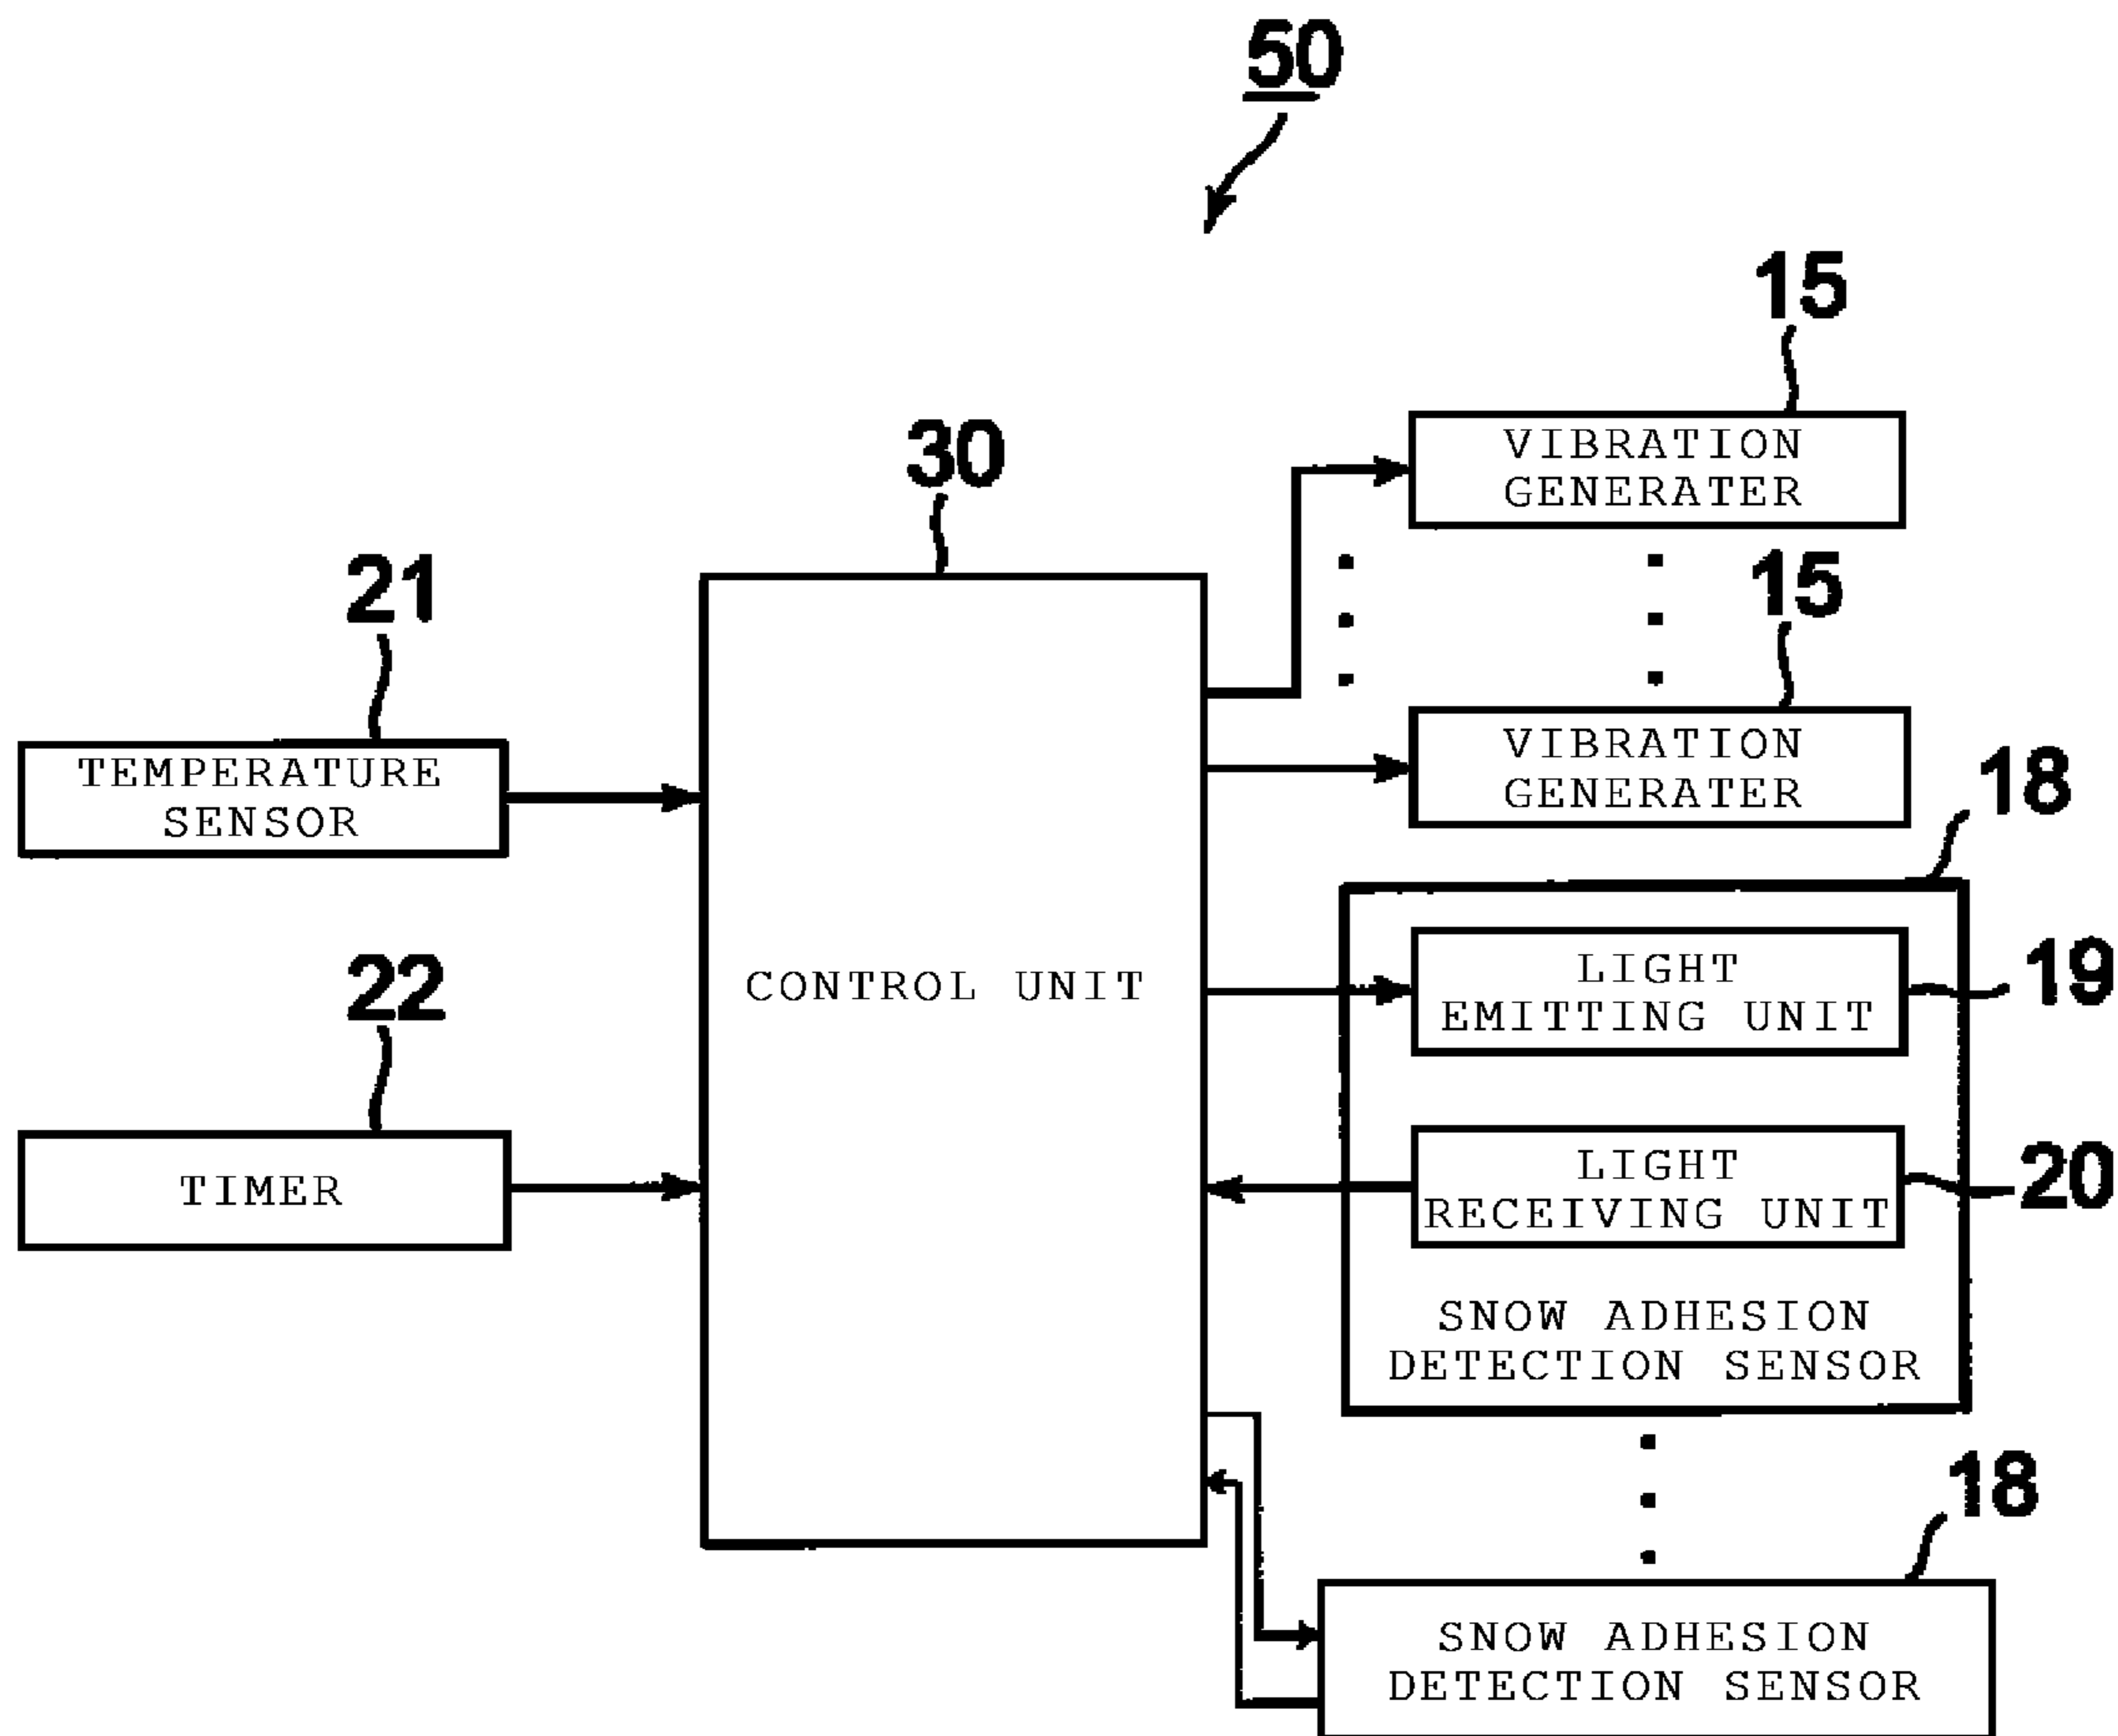 50
15
VIBRATION
GENERATER
30
15
21
VIBRATION
GENERATER
18
TEMPERATURE
SENSOR
LIGHT
EMITTING UNIT
19
22
CONTROL UNIT
LIGHT
RECEIVING UNIT
20
TIMER
SNOW ADHESION
DETECTION SENSOR
18
SNOW ADHESION
DETECTION SENSOR